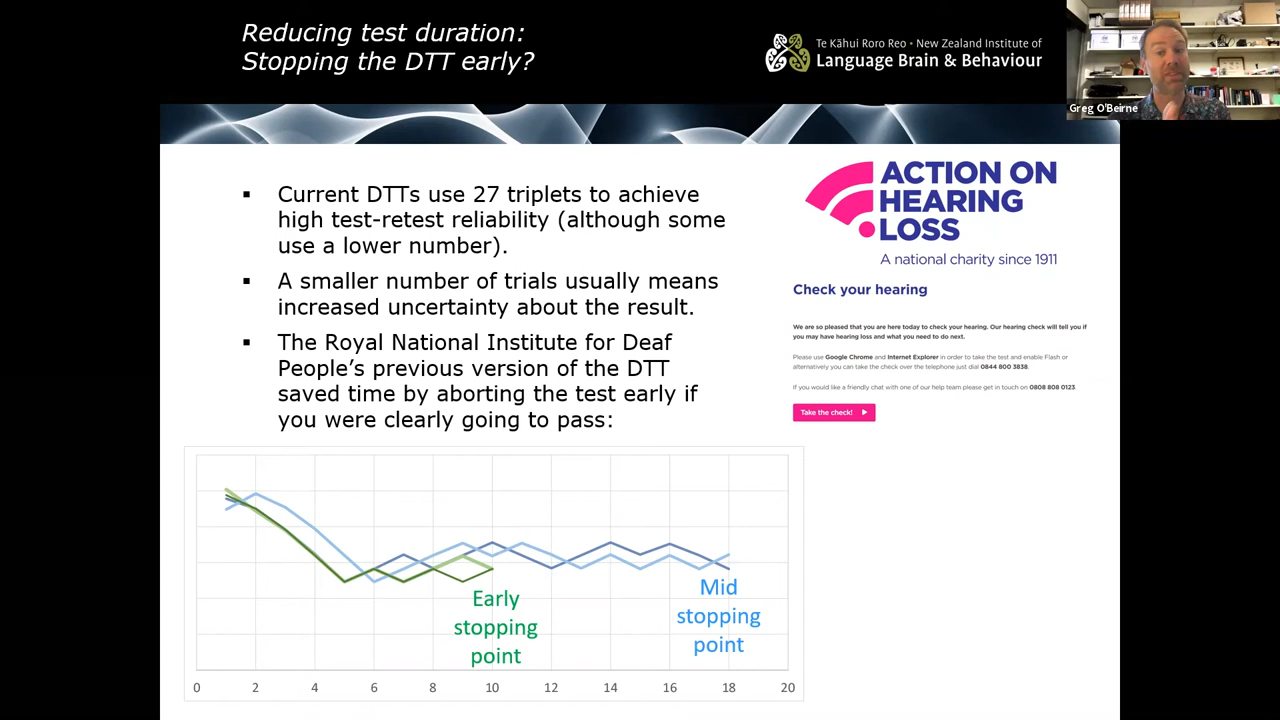 Reducing test duration:
Stopping the DTT early?
Te Kāhui Roro Reo • New Zealand Institute of
Language Brain & Behaviour
Greg O'Beirne
▪ Current DTTs use 27 triplets to achieve
high test-retest reliability (although some
use a lower number).
▪ A smaller number of trials usually means
increased uncertainty about the result.
▪ The Royal National Institute for Deaf
People's previous version of the DTT
saved time by aborting the test early if
you were clearly going to pass:
ACTION ON
HEARING
LOSS
A national charity since 1911
Check your hearing
We are so pleased that you are here today to check your hearing. Our hearing check will tell you if
you may have hearing loss and what you need to do next.
Please use Google Chrome and Internet Explorer in order to take the test and enable Flash or
alternatively you can take the check over the telephone just dial 0844 800 3838.
If you would like a friendly chat with one of our help team please get in touch on 0808 808 0123.
Take the check!
Early
stopping
point
Mid
stopping
point
0 2 4 6 8 10 12 14 16 18 20